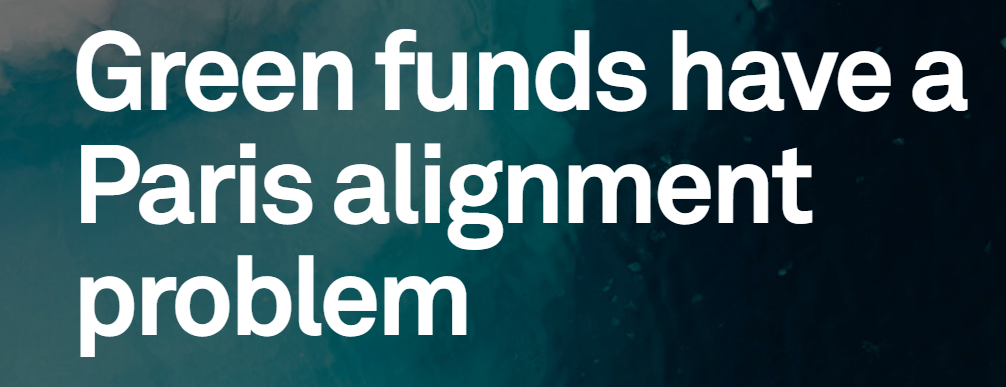 Green funds have a
Paris alignment
problem